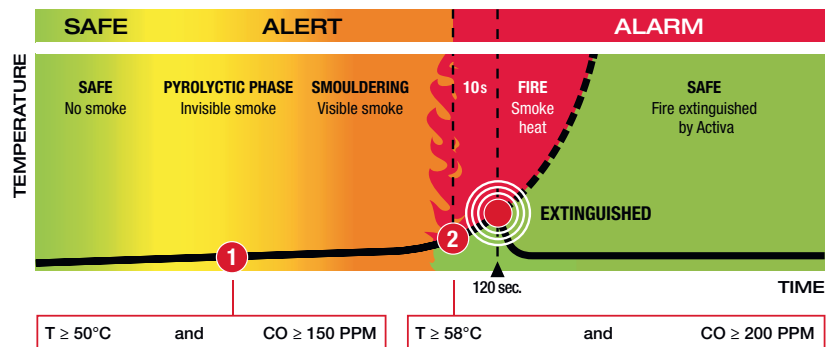 SAFE ALERT ALARM
TEMPERATURE
SAFE
No smoke
PYROLYCTIC PHASE
Invisible smoke
SMOULDERING
Visible smoke
10s
FIRE
Smoke
heat
SAFE
Fire extinguished
by Activa
EXTINGUISHED
1
2
120 sec.
TIME
T ≥ 50°C and CO ≥ 150 PPM
T ≥ 58°C and CO ≥ 200 PPM